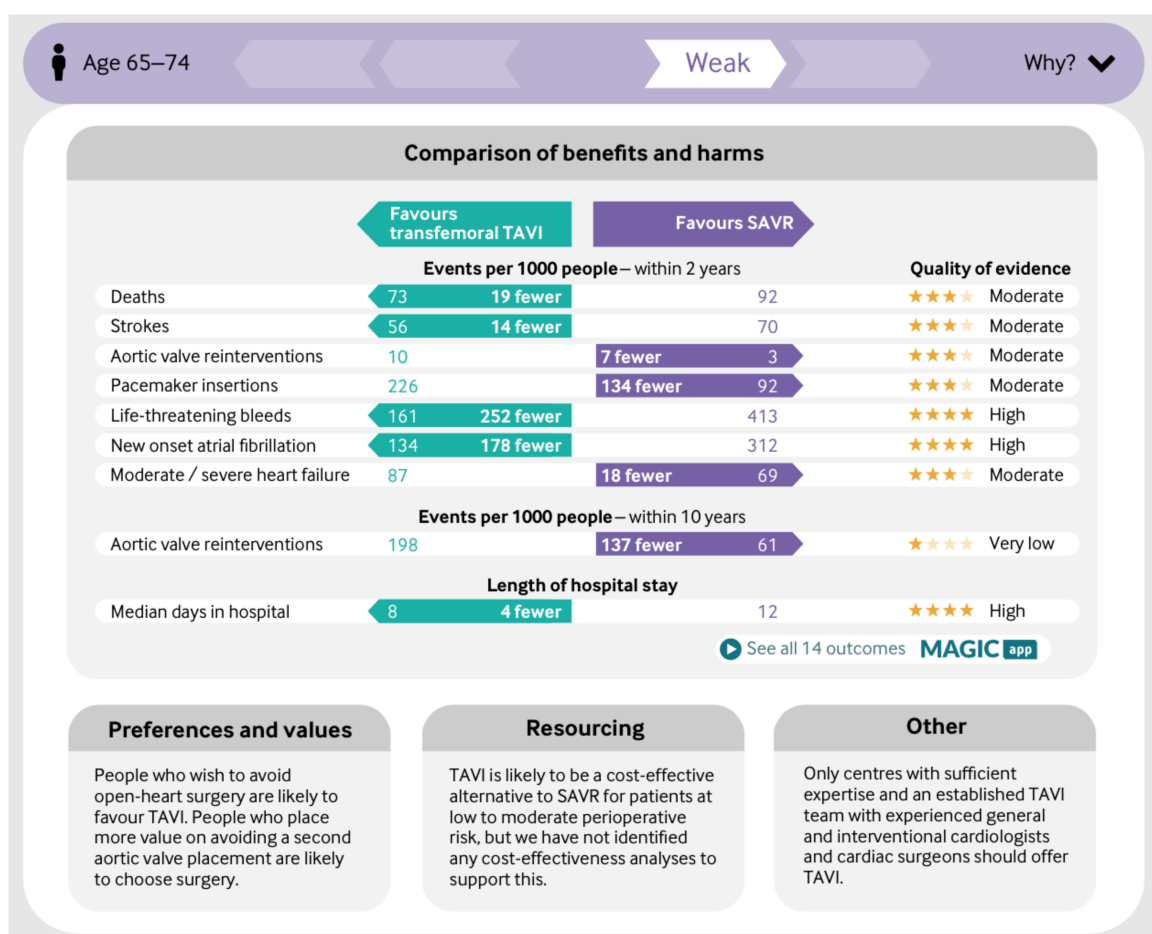 Age 65–74
Weak
Why?
Comparison of benefits and harms
Favours
transfemoral TAVI
Favours SAVR
Events per 1000 people – within 2 years
Quality of evidence
Deaths 73 19 fewer 92 Moderate
Strokes 56 14 fewer 70 Moderate
Aortic valve reinterventions 10 7 fewer 3 Moderate
Pacemaker insertions 226 134 fewer 92 Moderate
Life-threatening bleeds 161 252 fewer 413 High
New onset atrial fibrillation 134 178 fewer 312 High
Moderate / severe heart failure 87 18 fewer 69 Moderate
Events per 1000 people – within 10 years
Aortic valve reinterventions 198 137 fewer 61 Very low
Length of hospital stay
Median days in hospital 8 4 fewer 12 High
See all 14 outcomes MAGIC app
Preferences and values
People who wish to avoid
open-heart surgery are likely to
favour TAVI. People who place
more value on avoiding a second
aortic valve placement are likely
to choose surgery.
Resourcing
TAVI is likely to be a cost-effective
alternative to SAVR for patients at
low to moderate perioperative
risk, but we have not identified
any cost-effectiveness analyses to
support this.
Other
Only centres with sufficient
expertise and an established TAVI
team with experienced general
and interventional cardiologists
and cardiac surgeons should offer
TAVI.